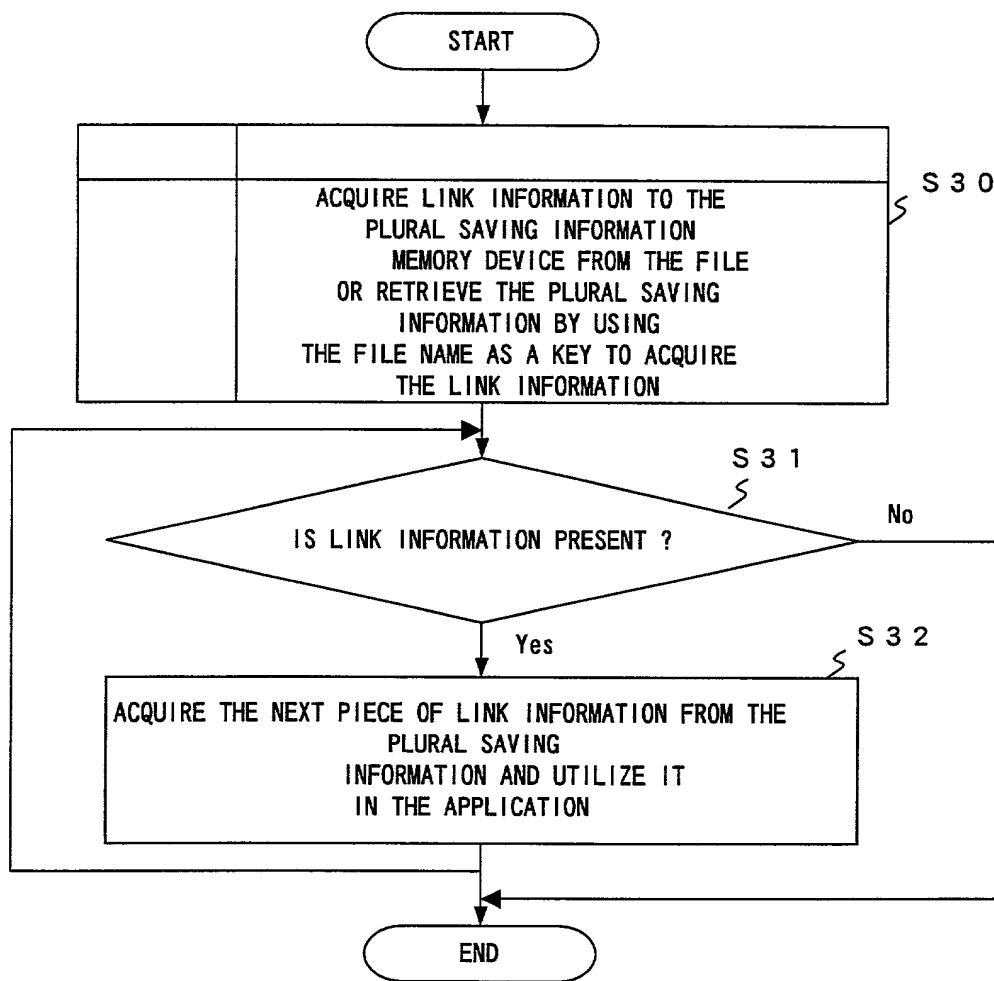 START
S30
ACQUIRE LINK INFORMATION TO THE
PLURAL SAVING INFORMATION
MEMORY DEVICE FROM THE FILE
OR RETRIEVE THE PLURAL SAVING
INFORMATION BY USING
THE FILE NAME AS A KEY TO ACQUIRE
THE LINK INFORMATION
S31
IS LINK INFORMATION PRESENT ?
No
Yes
S32
ACQUIRE THE NEXT PIECE OF LINK INFORMATION FROM THE
PLURAL SAVING
INFORMATION AND UTILIZE IT
IN THE APPLICATION
END